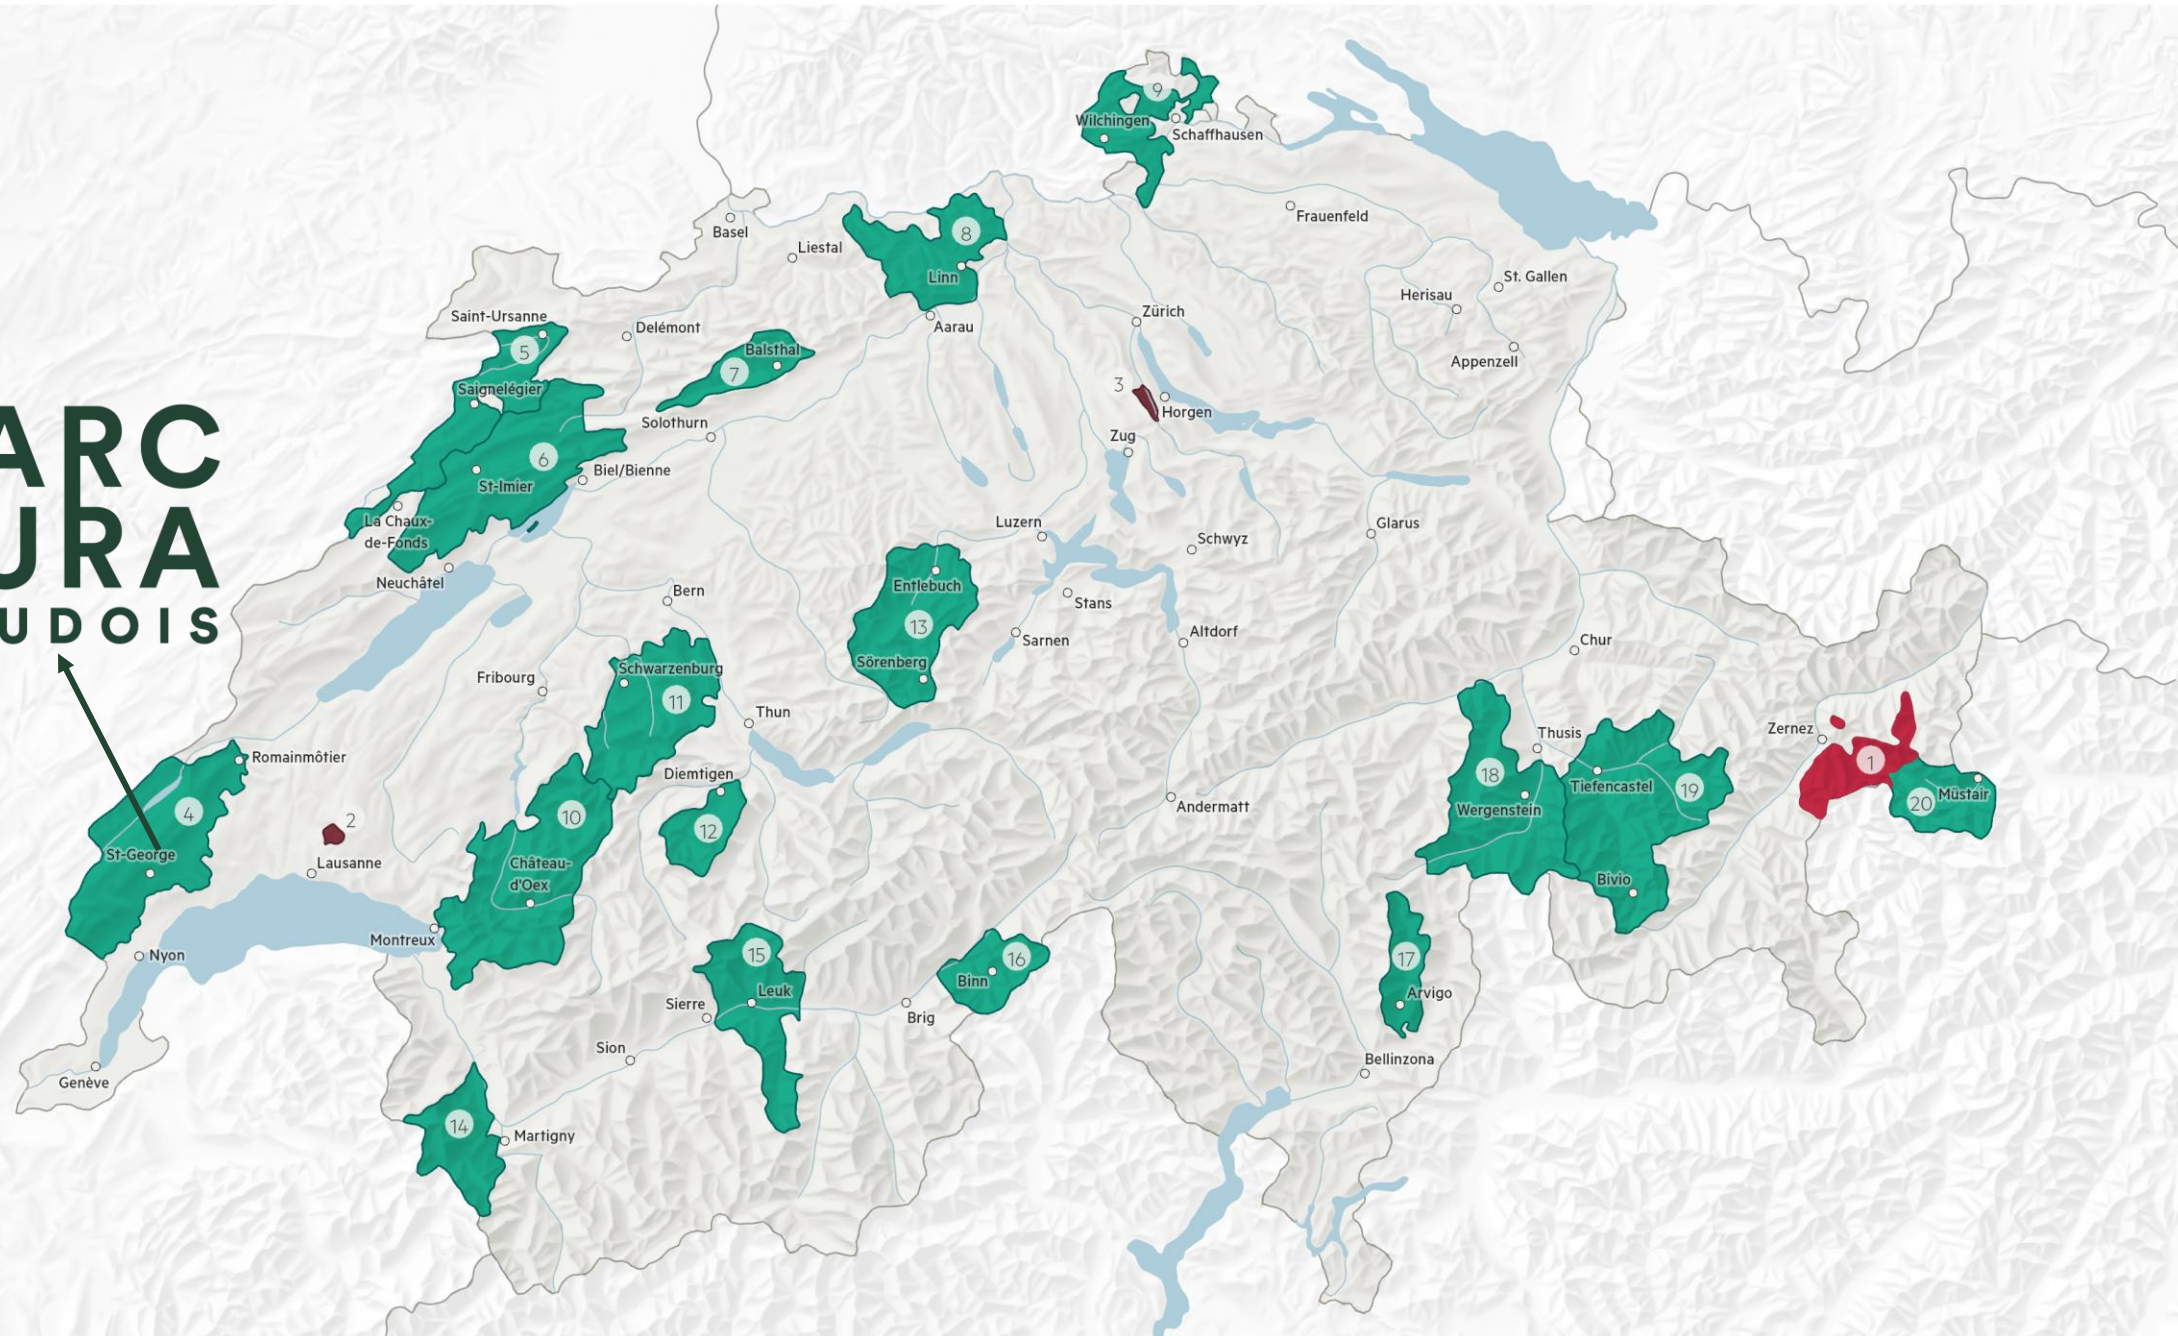 ARC
URA
UDOIS
9
Wilchingen
Schaffhausen
Frauenfeld
Basel
Liestal
8
Linn
Aarau
St. Gallen
Herisau
Appenzell
Zürich
3
Horgen
Zug
Saint-Ursanne
5
Delémont
Balsthal
7
Saignelégier
Solothurn
6
Biel/Bienne
St-Imier
La Chaux-
de-Fonds
Neuchâtel
Luzern
Schwyz
Glarus
Entlebuch
13
Sörenberg
Stans
Sarnen
Altdorf
Chur
Bern
Schwarzenburg
11
Fribourg
Thun
Diemtigen
12
Romainmôtier
4
St-George
2
Lausanne
10
Château-
d'Oex
Montreux
Nyon
Genève
Andermatt
Thusis
18
Wergenstein
Tiefencastel
19
Bivio
Zernez
1
20
Müstair
15
Leuk
Sierre
Sion
Brig
Binn
16
17
Arvigo
Bellinzona
14
Martigny